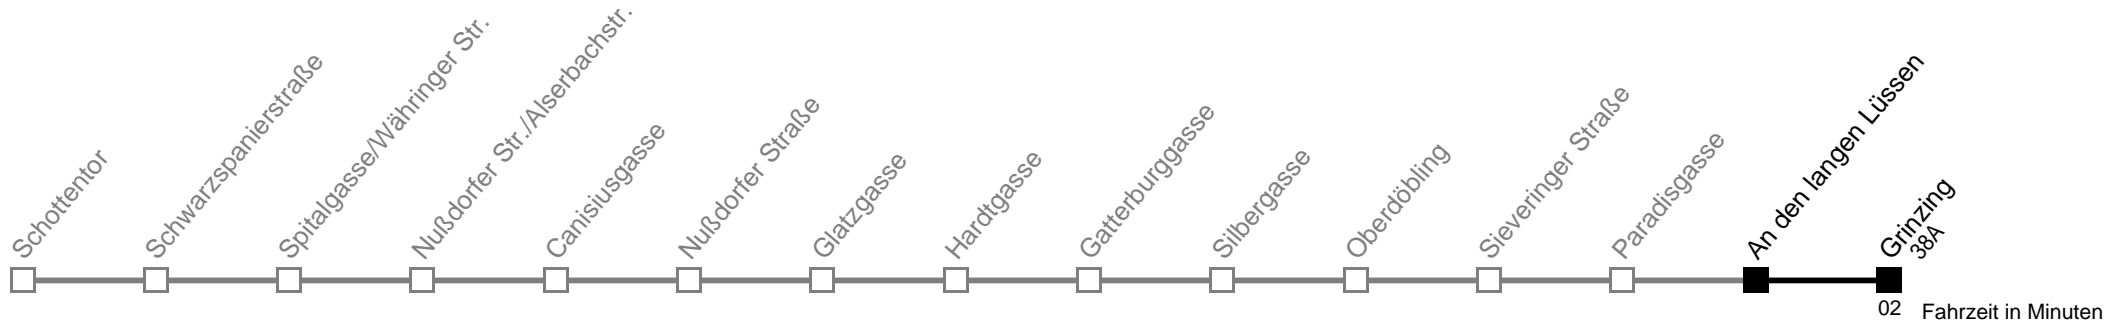 Schottentor
Schwarzspanierstraße
Spitalgasse/Währinger Str.
Nußdorfer Str./Alserbachstr.
Canisiusgasse
Nußdorfer Straße
Glatzgasse
Hardtgasse
Gatterburggasse
Silbergasse
Oberdöbling
Sieveringer Straße
Paradisgasse
An den langen Lüssen
Grinzing
38A
02 Fahrzeit in Minuten